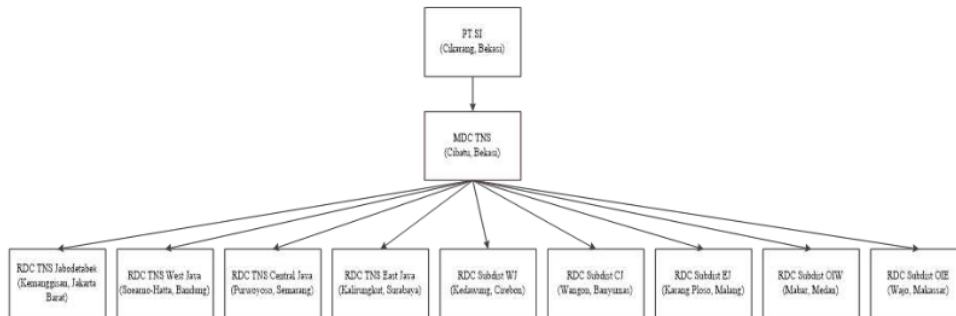 PT SI
(Cikarang, Bekasi)
MDC TNS
(Cibatu, Bekasi)
RDC TNS Jabodetabek
(Kemanggisan, Jakarta
Barat)
RDC TNS West Java
(Soearno-Hatta, Bandung)
RDC TNS Central Java
(Purwoyoso, Semarang)
RDC TNS East Java
(Kalirungkut, Surabaya)
RDC Subdist WJ
(Kedawung, Cirebon)
RDC Subdist CJ
(Wangon, Banyumas)
RDC Subdist EJ
(Karang Ploso, Malang)
RDC Subdist OIW
(Mabar, Medan)
RDC Subdist OIE
(Wajo, Makassar)